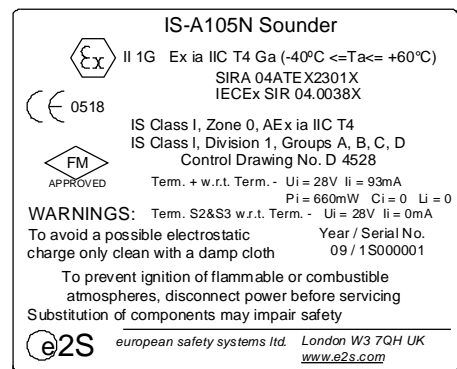 IS-A105N Sounder
Ex II 1G Ex ia IIC T4 Ga (-40ºC <=Ta<= +60°C)
SIRA 04ATEX2301X
IECEx SIR 04.0038X
CE 0518
IS Class I, Zone 0, AEx ia IIC T4
IS Class I, Division 1, Groups A, B, C, D
Control Drawing No. D 4528
FM
APPROVED
Term. + w.r.t. Term. - Ui = 28V Ii = 93mA
Pi = 660mW Ci = 0 Li = 0
WARNINGS: Term. S2&S3 w.r.t. Term. - Ui = 28V Ii = 0mA
To avoid a possible electrostatic
charge only clean with a damp cloth
Year / Serial No.
09 / 1S000001
To prevent ignition of flammable or combustible
atmospheres, disconnect power before servicing
Substitution of components may impair safety
e2S european safety systems ltd. London W3 7QH UK
www.e2s.com